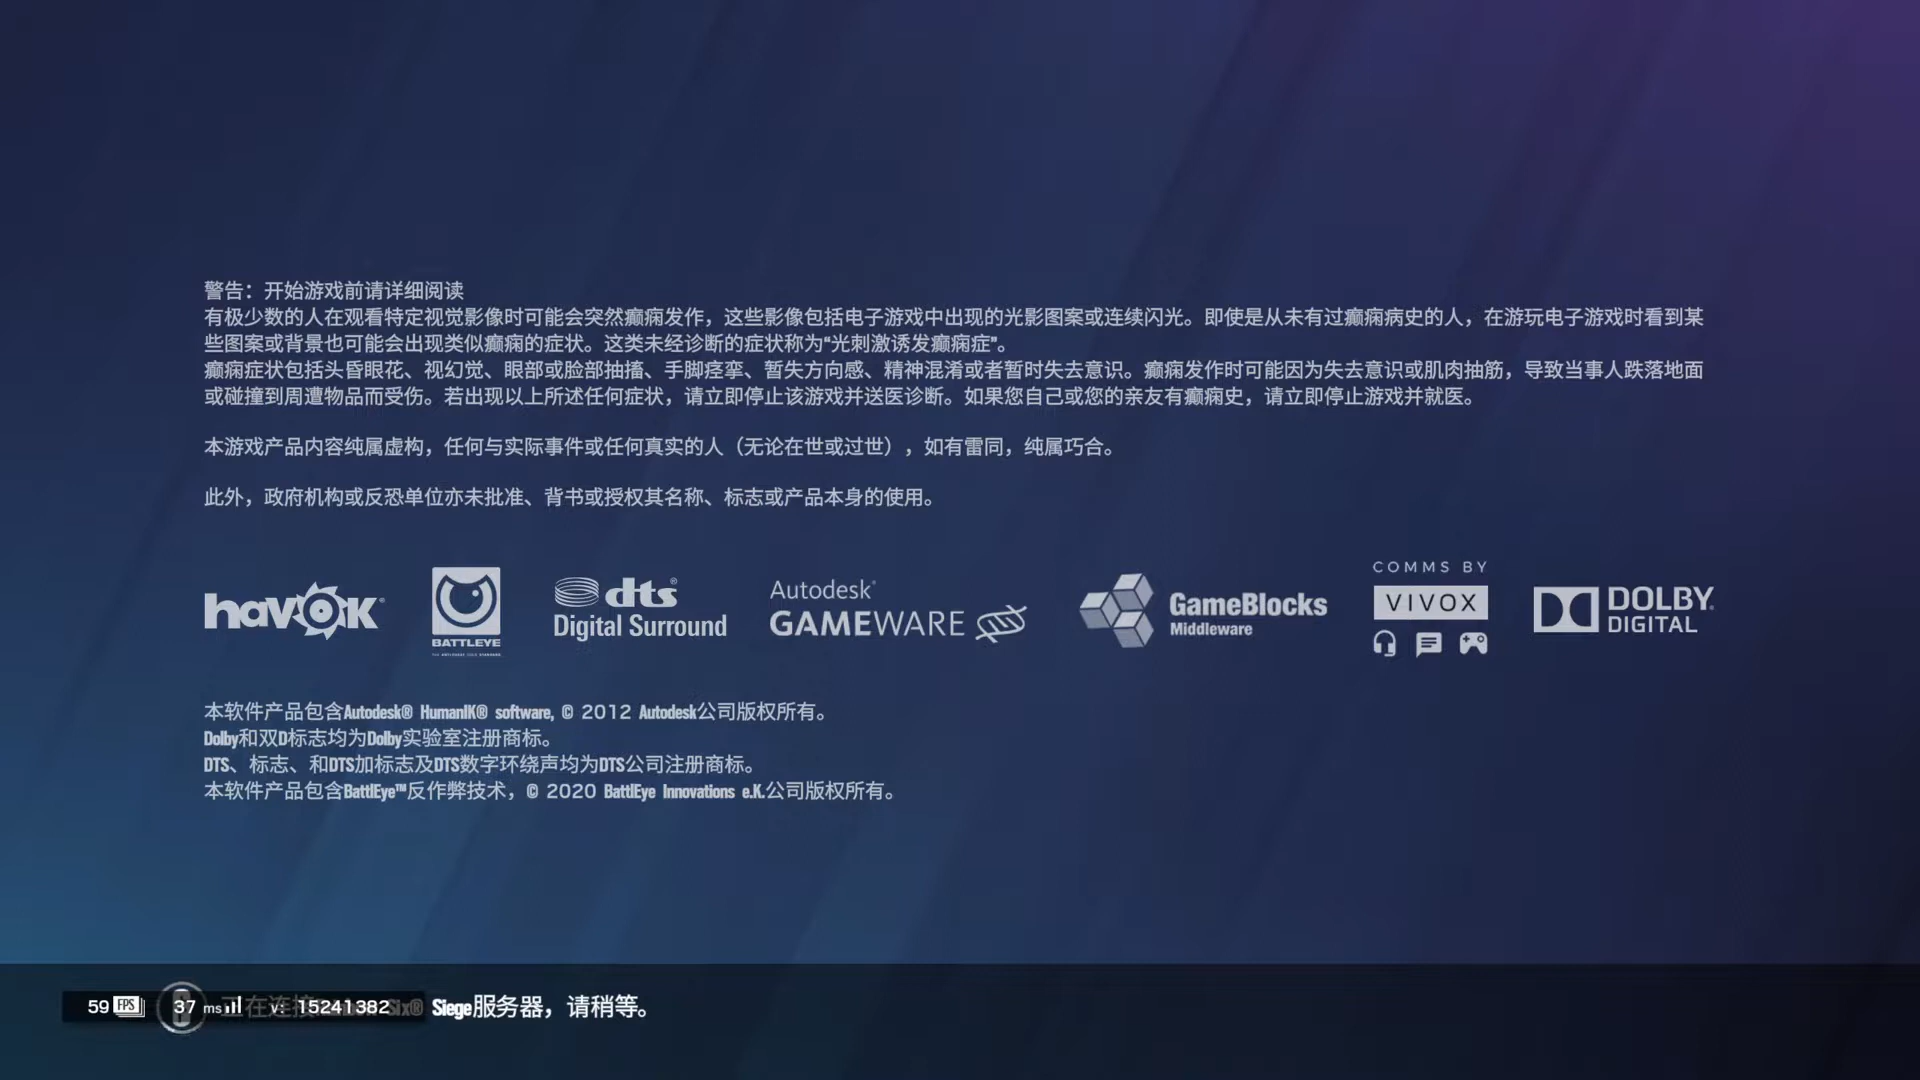 警告：开始游戏前请详细阅读
有极少数的人在观看特定视觉影像时可能会突然癫痫发作，这些影像包括电子游戏中出现的光影图案或连续闪光。即使是从未有过癫痫病史的人，在游玩电子游戏时看到某
些图案或背景也可能会出现类似癫痫的症状。这类未经诊断的症状称为“光刺激诱发癫痫症”。
癫痫症状包括头昏眼花、视幻觉、眼部或脸部抽搐、手脚痉挛、暂失方向感、精神混淆或者暂时失去意识。癫痫发作时可能因为失去意识或肌肉抽筋，导致当事人跌落地面
或碰撞到周遭物品而受伤。若出现以上所述任何症状，请立即停止该游戏并送医诊断。如果您自己或您的亲友有癫痫史，请立即停止游戏并就医。
本游戏产品内容纯属虚构，任何与实际事件或任何真实的人（无论在世或过世），如有雷同，纯属巧合。
此外，政府机构或反恐单位亦未批准、背书或授权其名称、标志或产品本身的使用。
havok®
BATTLEYE
dts®
Digital Surround
Autodesk®
GAMEWARE
GameBlocks
Middleware
COMMS BY
VIVOX
DOLBY®
DIGITAL
本软件产品包含Autodesk® HumanIK® software, © 2012 Autodesk公司版权所有。
Dolby和双D标志均为Dolby实验室注册商标。
DTS、标志、和DTS加标志及DTS数字环绕声均为DTS公司注册商标。
本软件产品包含BattlEye™反作弊技术，© 2020 BattlEye Innovations e.K.公司版权所有。
59 FPS 37 ms v: 15241382
正在连接 Six® Siege服务器，请稍等。